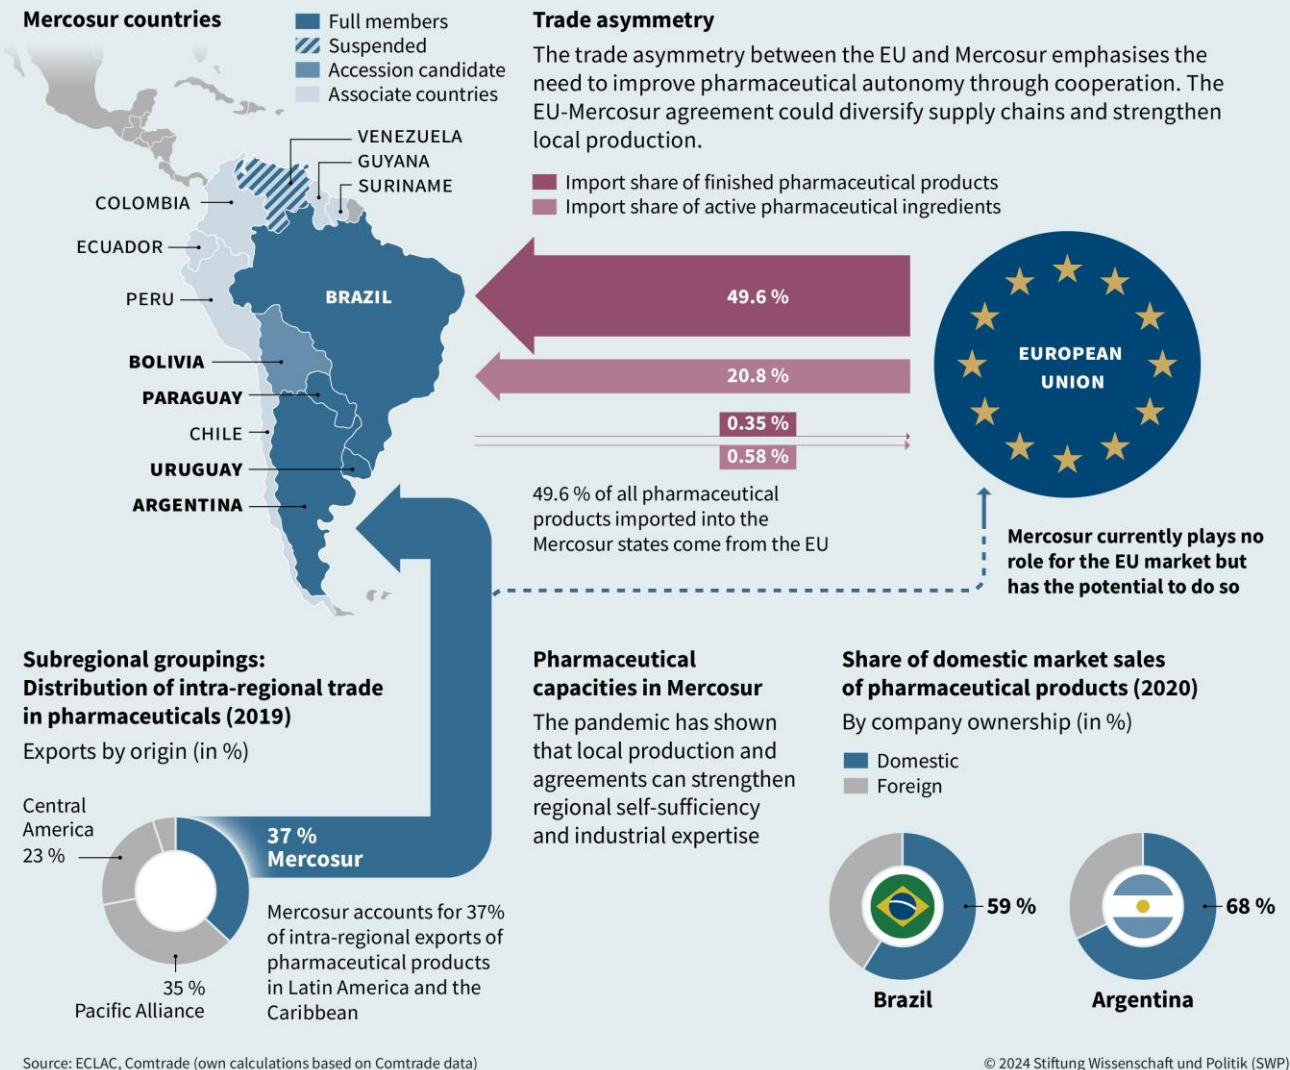 Mercosur countries
Full members
Suspended
Accession candidate
Associate countries
VENEZUELA
GUYANA
SURINAME
COLOMBIA
ECUADOR
PERU
BRAZIL
BOLIVIA
PARAGUAY
CHILE
URUGUAY
ARGENTINA
Trade asymmetry
The trade asymmetry between the EU and Mercosur emphasises the
need to improve pharmaceutical autonomy through cooperation. The
EU-Mercosur agreement could diversify supply chains and strengthen
local production.
Import share of finished pharmaceutical products
Import share of active pharmaceutical ingredients
49.6 %
20.8 %
0.35 %
0.58 %
EUROPEAN
UNION
49.6 % of all pharmaceutical
products imported into the
Mercosur states come from the EU
Mercosur currently plays no
role for the EU market but
has the potential to do so
Subregional groupings:
Distribution of intra-regional trade
in pharmaceuticals (2019)
Exports by origin (in %)
Central
America
23 %
37 %
Mercosur
35 %
Pacific Alliance
Mercosur accounts for 37%
of intra-regional exports of
pharmaceutical products
in Latin America and the
Caribbean
Pharmaceutical
capacities in Mercosur
The pandemic has shown
that local production and
agreements can strengthen
regional self-sufficiency
and industrial expertise
Share of domestic market sales
of pharmaceutical products (2020)
By company ownership (in %)
Domestic
Foreign
59 %
Brazil
68 %
Argentina
Source: ECLAC, Comtrade (own calculations based on Comtrade data)
© 2024 Stiftung Wissenschaft und Politik (SWP)